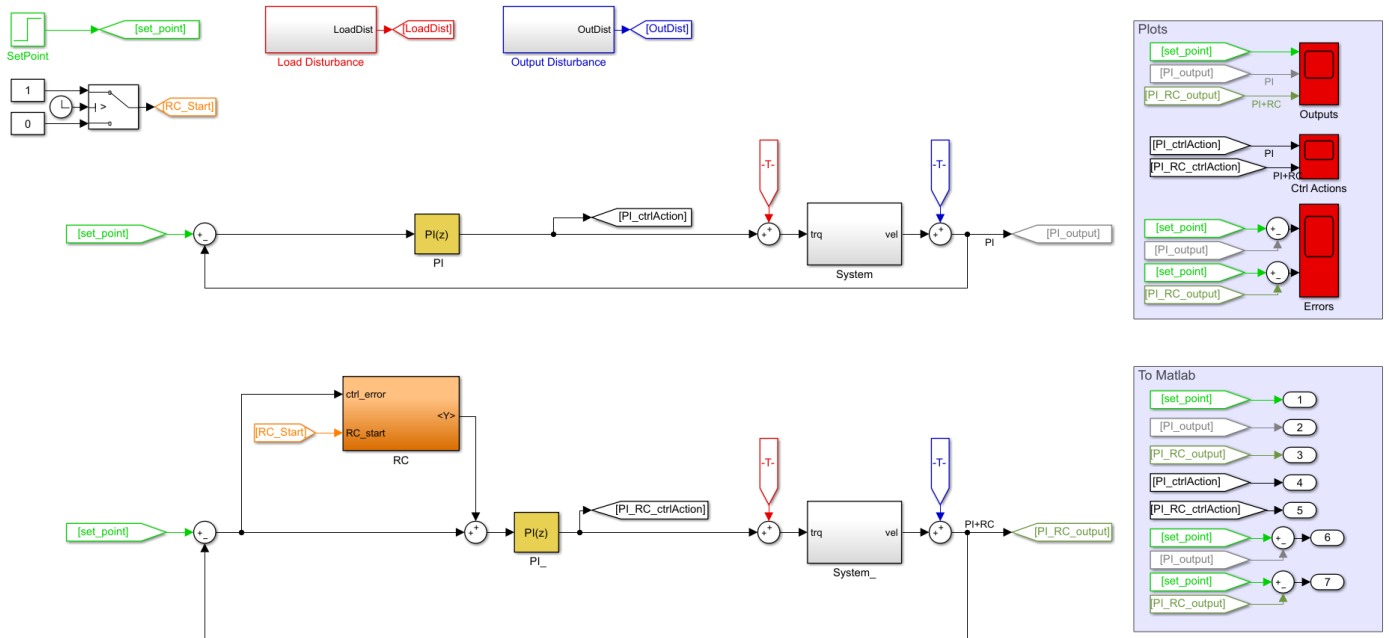 SetPoint
[set_point]
LoadDist
[LoadDist]
Load Disturbance
OutDist
[OutDist]
Output Disturbance
1
>
0
[RC_Start]
[set_point]
+
-
PI(z)
PI
[PI_ctrlAction]
-T-
+
+
trq
vel
System
-T-
+
+
PI
[PI_output]
Plots
[set_point]
[PI_output]
PI
[PI_RC_output]
PI+RC
Outputs
[PI_ctrlAction]
PI
[PI_RC_ctrlAction]
PI+RC
Ctrl Actions
[set_point]
+
-
[PI_output]
[set_point]
+
-
[PI_RC_output]
Errors
ctrl_error
<Y>
[RC_Start]
RC_start
RC
[set_point]
+
-
+
+
PI(z)
PI_
[PI_RC_ctrlAction]
-T-
+
+
trq
vel
System_
-T-
+
+
PI+RC
[PI_RC_output]
To Matlab
[set_point]
1
[PI_output]
2
[PI_RC_output]
3
[PI_ctrlAction]
4
[PI_RC_ctrlAction]
5
[set_point]
+
-
6
[PI_output]
[set_point]
+
-
7
[PI_RC_output]